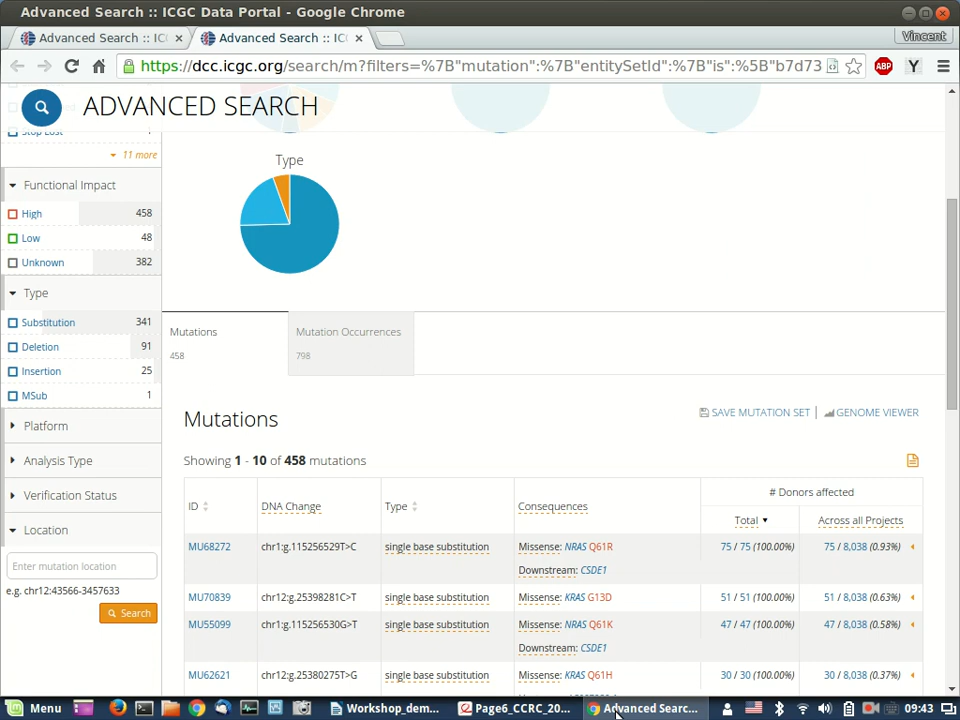 Advanced Search :: ICGC Data Portal - Google Chrome
Advanced Search :: IC
Advanced Search :: IC
Vincent
https://dcc.icgc.org/search/m?filters=%7B"mutation":%7B"entitySetId":%7B"is":%5B"b7d73
ABP
Y
ADVANCED SEARCH
Stop Lost
11 more
Functional Impact
High 458
Low 48
Unknown 382
Type
Substitution 341
Deletion 91
Insertion 25
MSub 1
Platform
Analysis Type
Verification Status
Location
Enter mutation location
e.g. chr12:43566-3457633
Search
Type
Mutations
458
Mutation Occurrences
798
Mutations
SAVE MUTATION SET | GENOME VIEWER
Showing 1 - 10 of 458 mutations
# Donors affected
ID DNA Change Type Consequences Total Across all Projects
MU68272 chr1:g.115256529T>C single base substitution Missense: NRAS Q61R 75 / 75 (100.00%) 75 / 8,038 (0.93%)
Downstream: CSDE1
MU70839 chr12:g.25398281C>T single base substitution Missense: KRAS G13D 51 / 51 (100.00%) 51 / 8,038 (0.63%)
MU55099 chr1:g.115256530G>T single base substitution Missense: NRAS Q61K 47 / 47 (100.00%) 47 / 8,038 (0.58%)
Downstream: CSDE1
MU62621 chr12:g.25380275T>G single base substitution Missense: KRAS Q61H 30 / 30 (100.00%) 30 / 8,038 (0.37%)
Menu
Workshop_dem...
Page6_CCRC_20...
Advanced Searc...
09:43